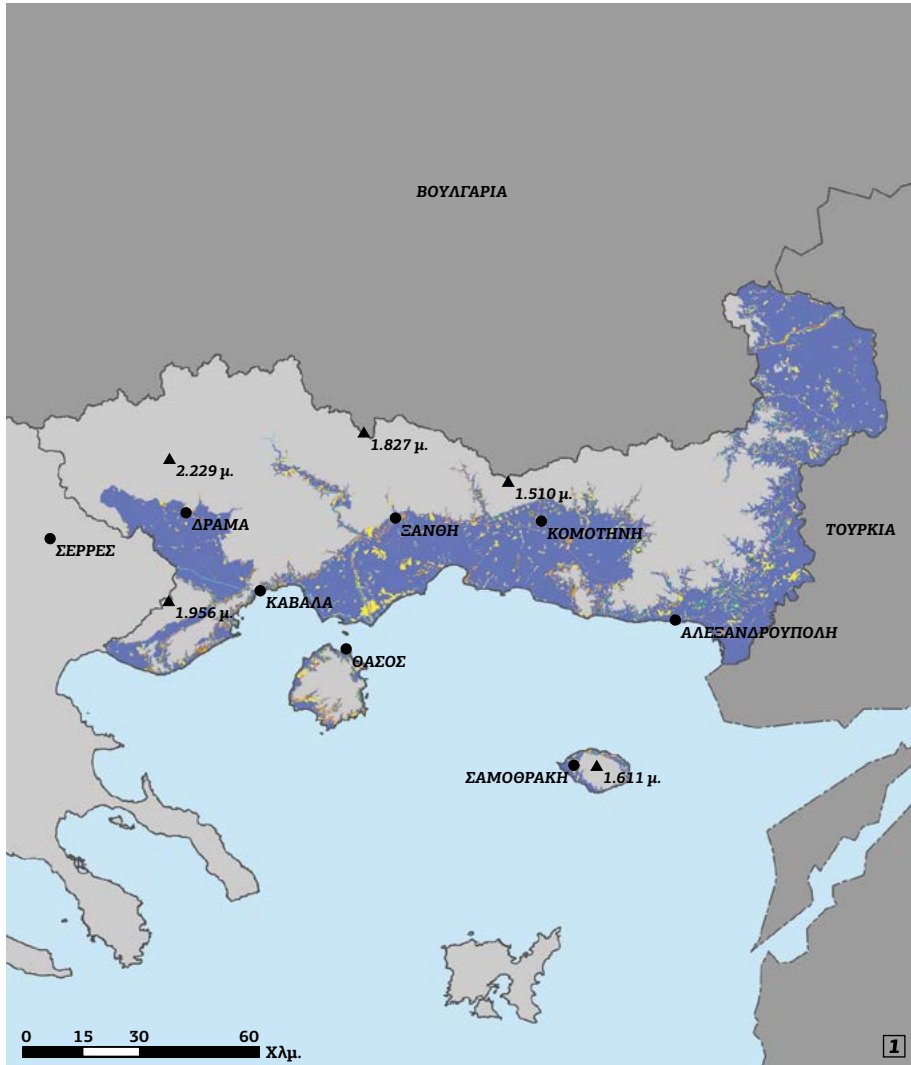 ΒΟΥΛΓΑΡΙΑ
1.827 μ.
2.229 μ.
1.510 μ.
ΔΡΑΜΑ
ΞΑΝΘΗ
ΚΟΜΟΤΗΝΗ
ΤΟΥΡΚΙΑ
ΣΕΡΡΕΣ
ΚΑΒΑΛΑ
1.956 μ.
ΑΛΕΞΑΝΔΡΟΥΠΟΛΗ
ΘΑΣΟΣ
ΣΑΜΟΘΡΑΚΗ
1.611 μ.
0 15 30 60
Χλμ.
1